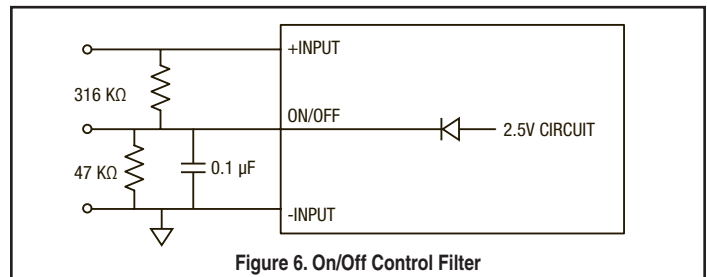 +INPUT
316 KΩ
ON/OFF
2.5V CIRCUIT
47 KΩ
0.1 µF
-INPUT
Figure 6. On/Off Control Filter